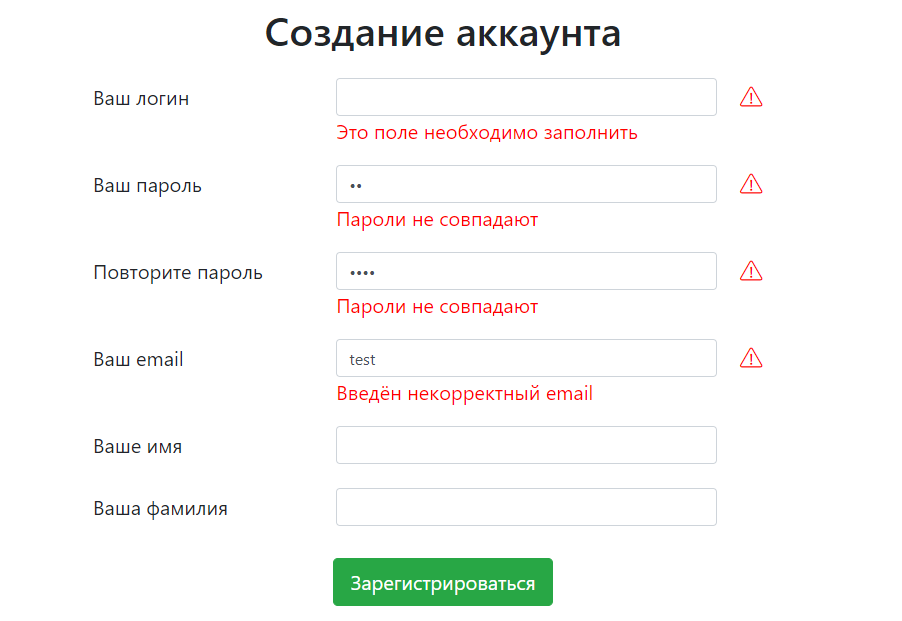 Создание аккаунта
Ваш логин
Это поле необходимо заполнить
Ваш пароль ••
Пароли не совпадают
Повторите пароль ••••
Пароли не совпадают
Ваш email test
Введён некорректный email
Ваше имя
Ваша фамилия
Зарегистрироваться